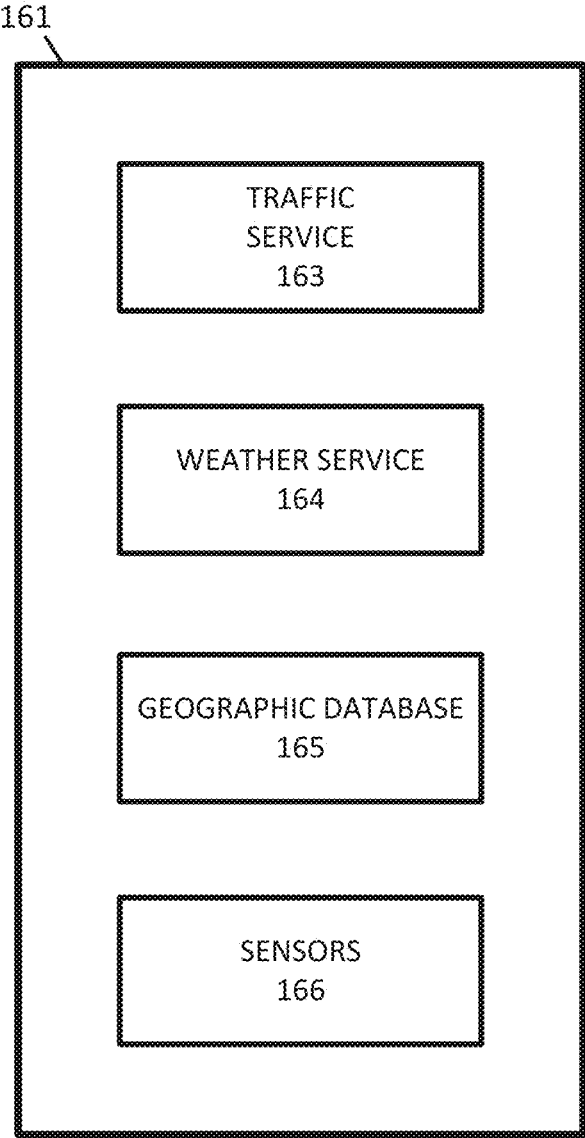 161
TRAFFIC
SERVICE
163
WEATHER SERVICE
164
GEOGRAPHIC DATABASE
165
SENSORS
166